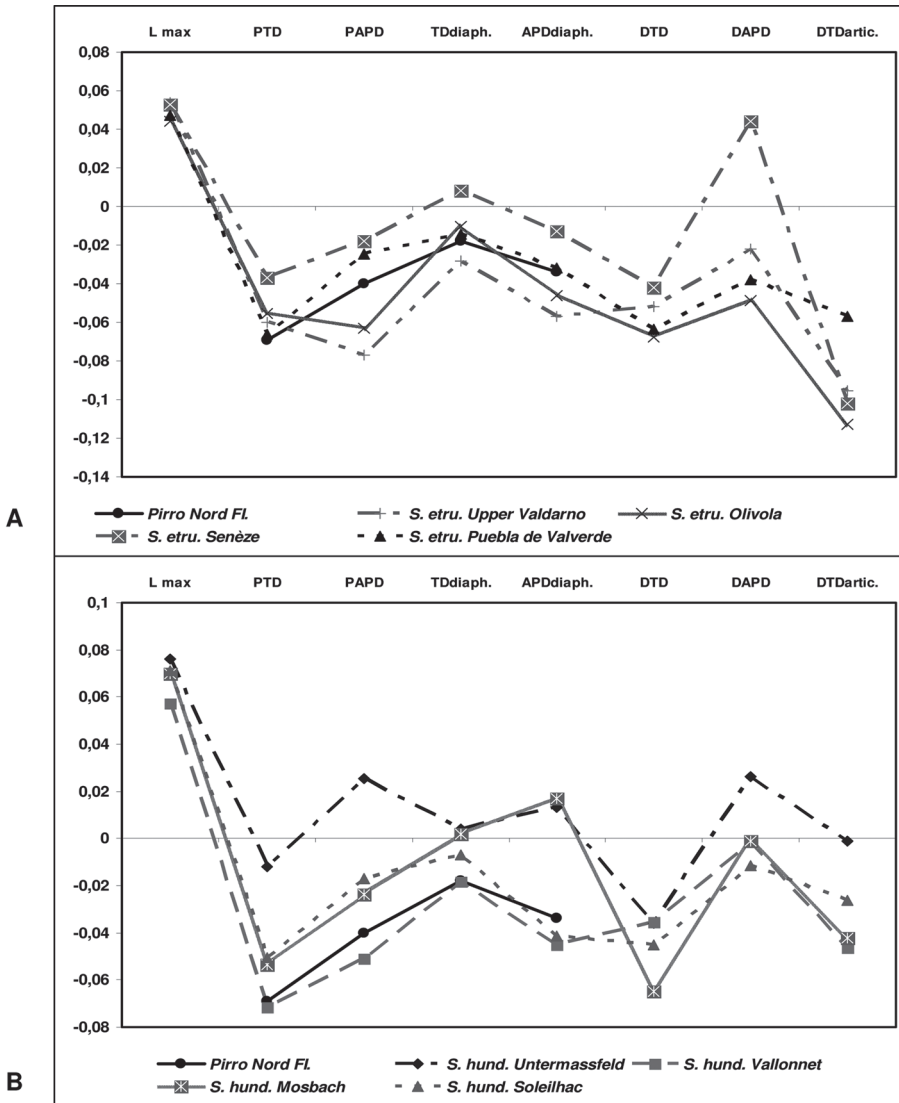 L max PTD PAPD TDdiaph. APDdiaph. DTD DAPD DTDartic.
0,08
0,06
0,04
0,02
0
-0,02
-0,04
-0,06
-0,08
-0,1
-0,12
-0,14
A
Pirro Nord Fl. S. etru. Upper Valdarno S. etru. Olivola
S. etru. Senèze S. etru. Puebla de Valverde
L max PTD PAPD TDdiaph. APDdiaph. DTD DAPD DTDartic.
0,1
0,08
0,06
0,04
0,02
0
-0,02
-0,04
-0,06
-0,08
B
Pirro Nord Fl. S. hund. Untermassfeld S. hund. Vallonnet
S. hund. Mosbach S. hund. Soleilhac